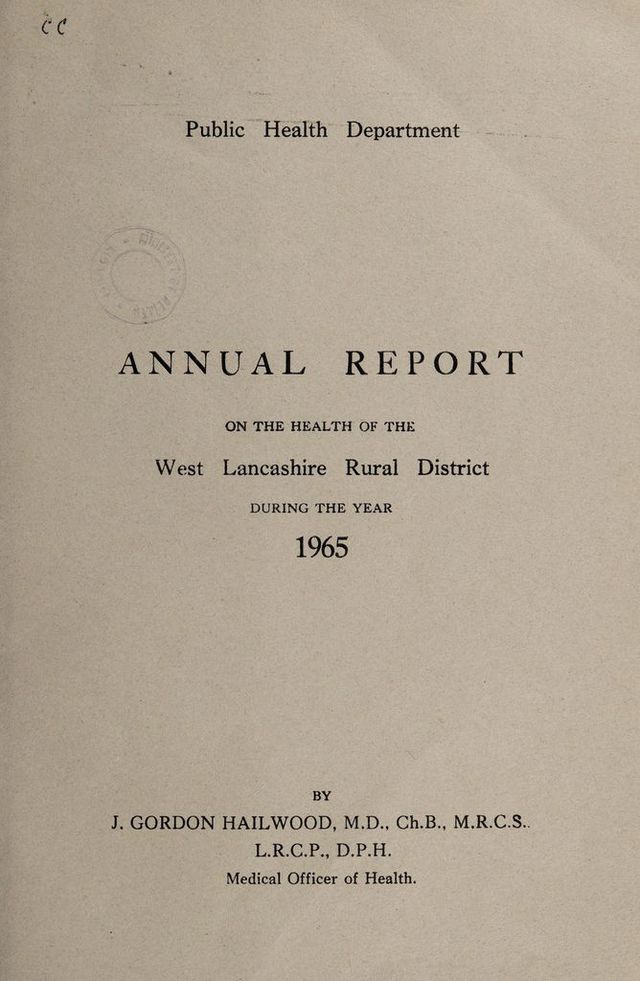 CC
Public Health Department
ANNUAL REPORT
ON THE HEALTH OF THE
West Lancashire Rural District
DURING THE YEAR
1965
BY
J. GORDON HAILWOOD, M.D., Ch.B., M.R.C.S.,
L.R.C.P., D.P.H.
Medical Officer of Health.